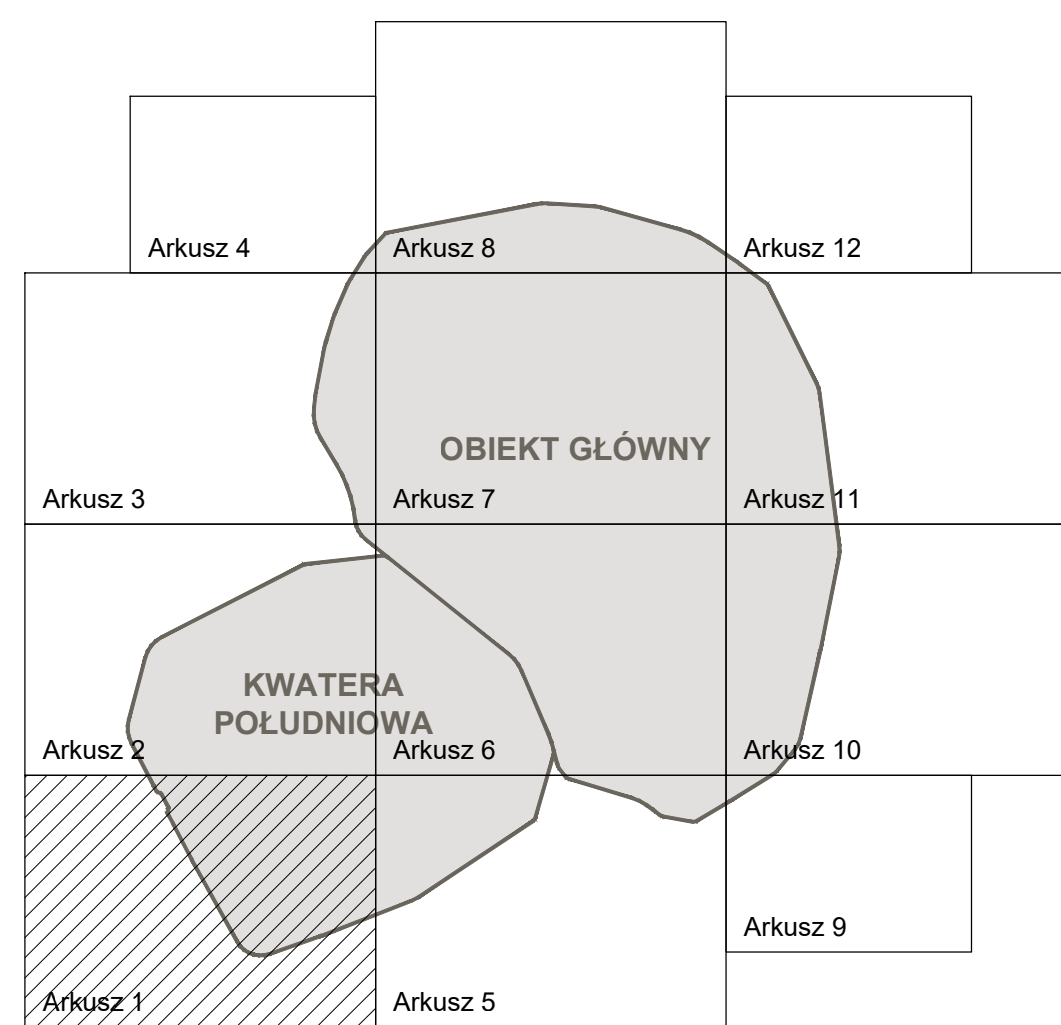 Arkusz 4
Arkusz 8
Arkusz 12
OBIEKT GŁÓWNY
Arkusz 3
Arkusz 7
Arkusz 11
KWATERA
POŁUDNIOWA
Arkusz 2
Arkusz 6
Arkusz 10
Arkusz 9
Arkusz 1
Arkusz 5